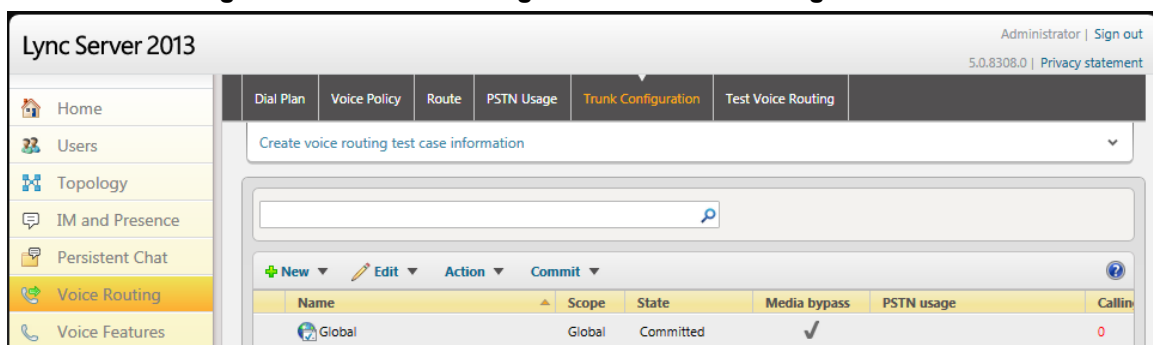 Lync Server 2013
Administrator | Sign out
5.0.8308.0 | Privacy statement
Home
Users
Topology
IM and Presence
Persistent Chat
Voice Routing
Voice Features
Dial Plan Voice Policy Route PSTN Usage Trunk Configuration Test Voice Routing
Create voice routing test case information
New Edit Action Commit
Name Scope State Media bypass PSTN usage Calling
Global Global Committed 0